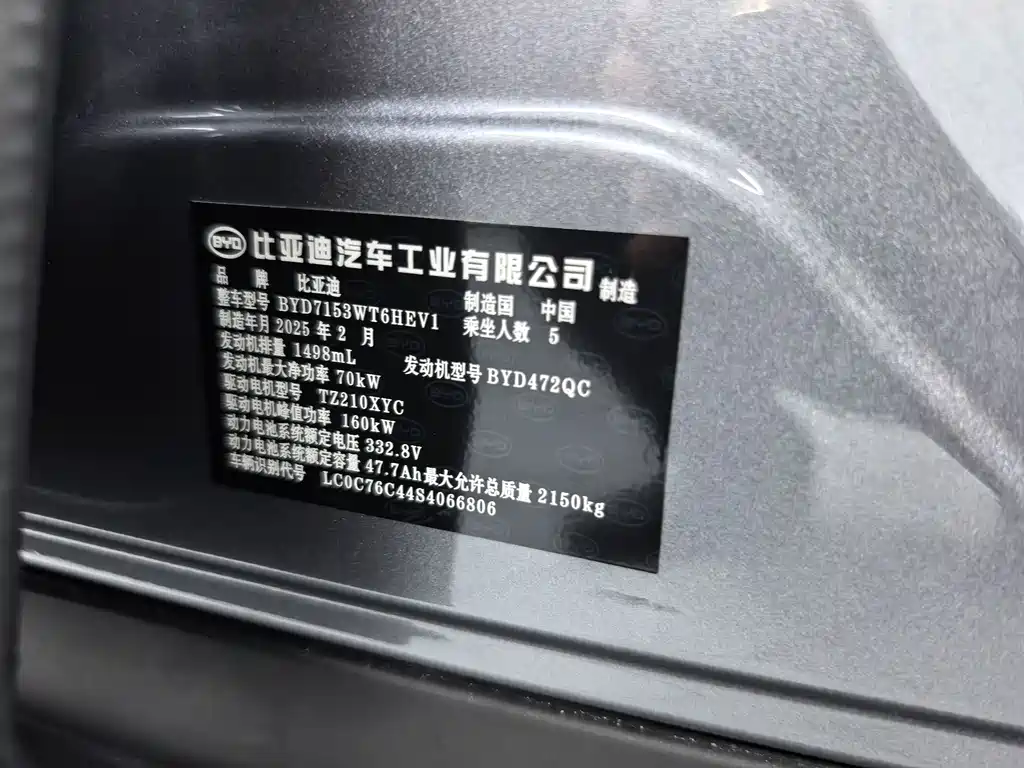 BYD 比亚迪汽车工业有限公司 制造
品 牌 比亚迪 制造国 中国
整车型号 BYD7153WT6HEV1 乘坐人数 5
制造年月 2025 年 2 月
发动机排量 1498mL 发动机型号 BYD472QC
发动机最大净功率 70kW
驱动电机型号 TZ210XYC
驱动电机峰值功率 160kW
动力电池系统额定电压 332.8V
动力电池系统额定容量 47.7Ah 最大允许总质量 2150kg
车辆识别代号 LC0C76C44S4066806